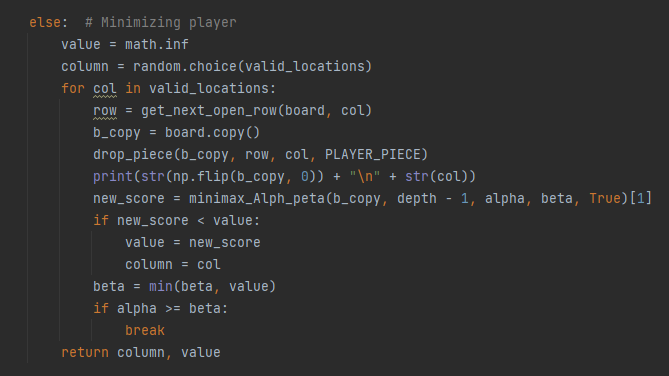 else:  # Minimizing player
    value = math.inf
    column = random.choice(valid_locations)
    for col in valid_locations:
        row = get_next_open_row(board, col)
        b_copy = board.copy()
        drop_piece(b_copy, row, col, PLAYER_PIECE)
        print(str(np.flip(b_copy, 0)) + "\n" + str(col))
        new_score = minimax_Alph_peta(b_copy, depth - 1, alpha, beta, True)[1]
        if new_score < value:
            value = new_score
            column = col
        beta = min(beta, value)
        if alpha >= beta:
            break
    return column, value